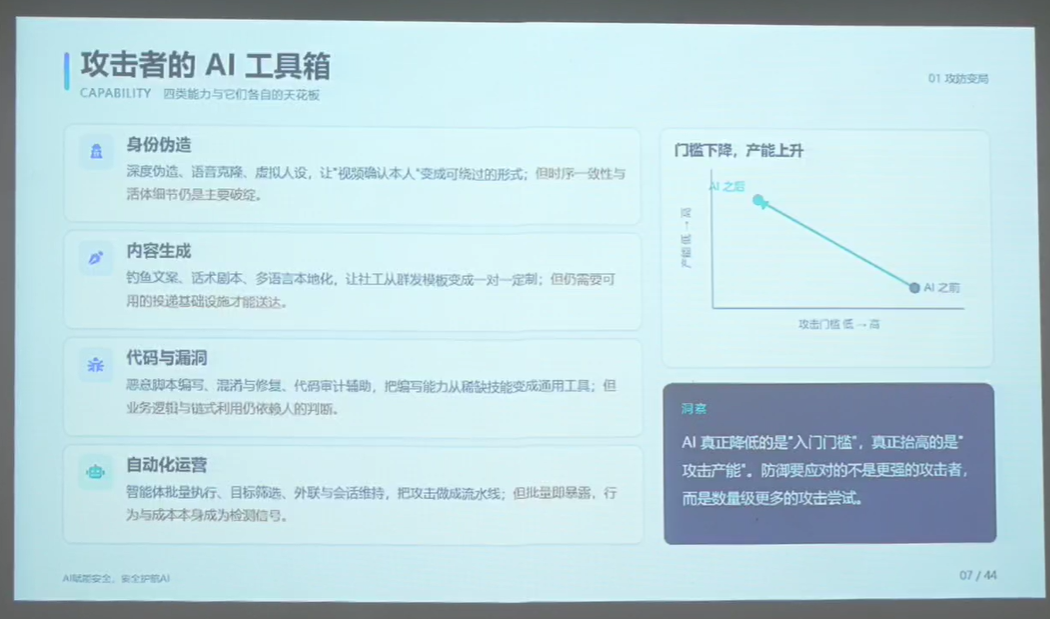 攻击者的 AI 工具箱
CAPABILITY 四类能力与它们各自的天花板
01 攻防变局
身份伪造
深度伪造、语音克隆、虚拟人设，让"视频确认本人"变成可绕过的形式；但时序一致性与
活体细节仍是主要破绽。
内容生成
钓鱼文案、话术剧本、多语言本地化，让社工从群发模板变成一对一定制；但仍需要可
用的投递基础设施才能送达。
代码与漏洞
恶意脚本编写、混淆与修复、代码审计辅助，把编写能力从稀缺技能变成通用工具；但
业务逻辑与链式利用仍依赖人的判断。
自动化运营
智能体批量执行、目标筛选、外联与会话维持，把攻击做成流水线；但批量即暴露，行
为与成本本身成为检测信号。
门槛下降，产能上升
AI 之后
产能 低 → 高
AI 之前
攻击门槛 低 → 高
洞察
AI 真正降低的是"入门门槛"，真正抬高的是"
攻击产能"。防御要应对的不是更强的攻击者，
而是数量级更多的攻击尝试。
AI赋能安全，安全护航AI
07 / 44